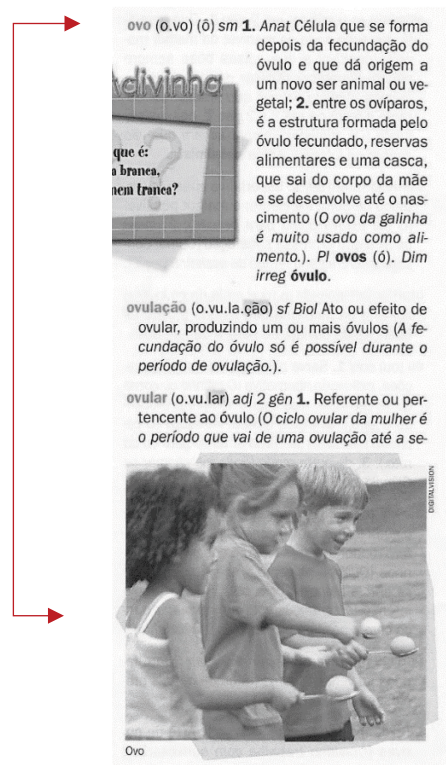 ovo (o.vo) (ô) sm 1. Anat Célula que se forma
depois da fecundação do
óvulo e que dá origem a
um novo ser animal ou ve-
getal; 2. entre os ovíparos,
é a estrutura formada pelo
óvulo fecundado, reservas
alimentares e uma casca,
que sai do corpo da mãe
e se desenvolve até o nas-
cimento (O ovo da galinha
é muito usado como ali-
mento.). Pl ovos (ó). Dim
irreg óvulo.
Adivinha
que é:
branca,
nem tranca?
ovulação (o.vu.la.ção) sf Biol Ato ou efeito de
ovular, produzindo um ou mais óvulos (A fe-
cundação do óvulo só é possível durante o
período de ovulação.).
ovular (o.vu.lar) adj 2 gên 1. Referente ou per-
tencente ao óvulo (O ciclo ovular da mulher é
o período que vai de uma ovulação até a se-
DIGITALVISION
Ovo